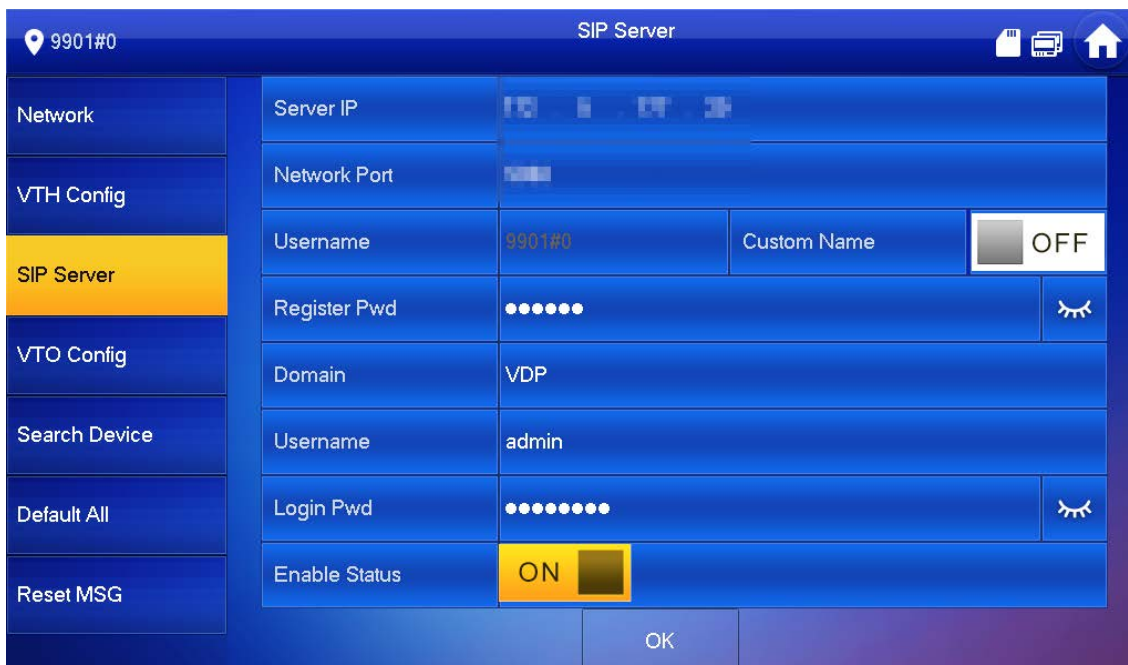 9901#0
SIP Server
Network
VTH Config
SIP Server
VTO Config
Search Device
Default All
Reset MSG
Server IP
Network Port
Username 9901#0 Custom Name OFF
Register Pwd ●●●●●●
Domain VDP
Username admin
Login Pwd ●●●●●●●●
Enable Status ON
OK